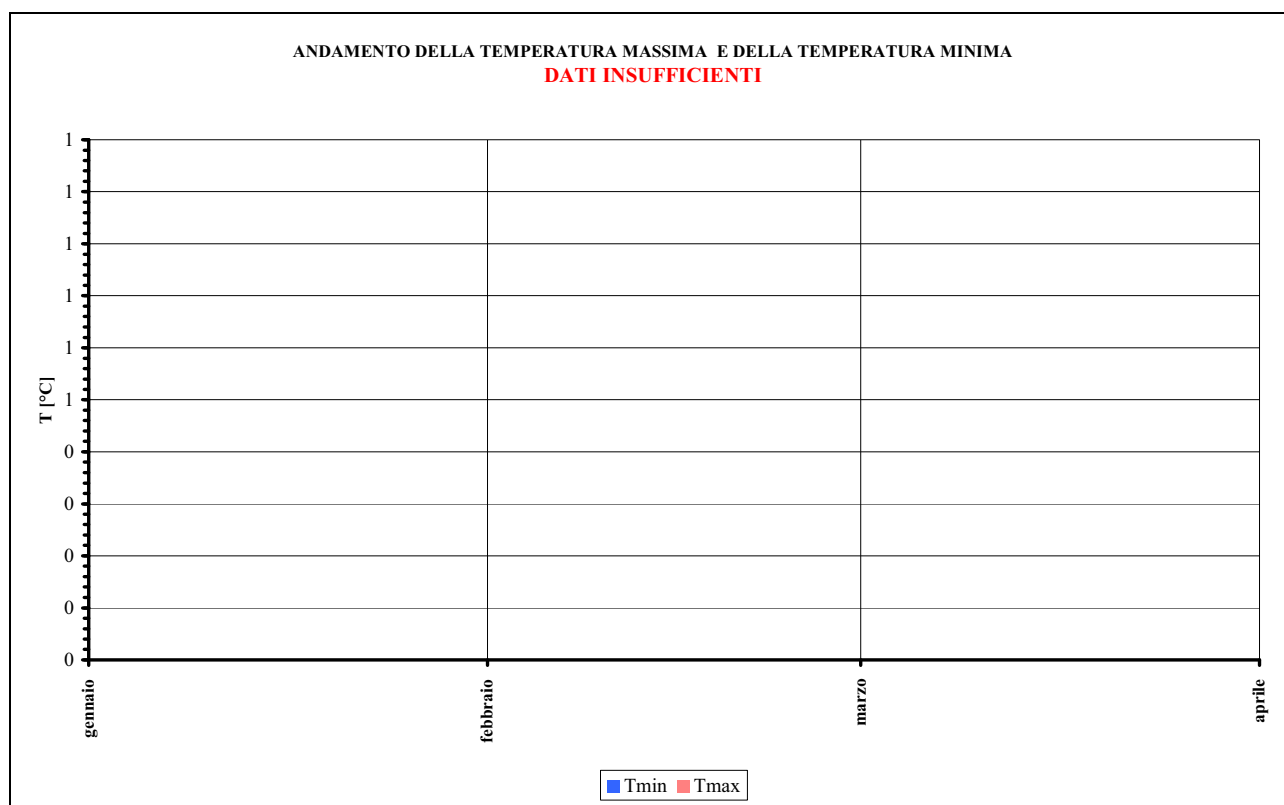 ANDAMENTO DELLA TEMPERATURA MASSIMA E DELLA TEMPERATURA MINIMA
DATI INSUFFICIENTI
1
1
1
1
1
1
0
0
0
0
0
T [°C]
gennaio
febbraio
marzo
aprile
Tmin Tmax